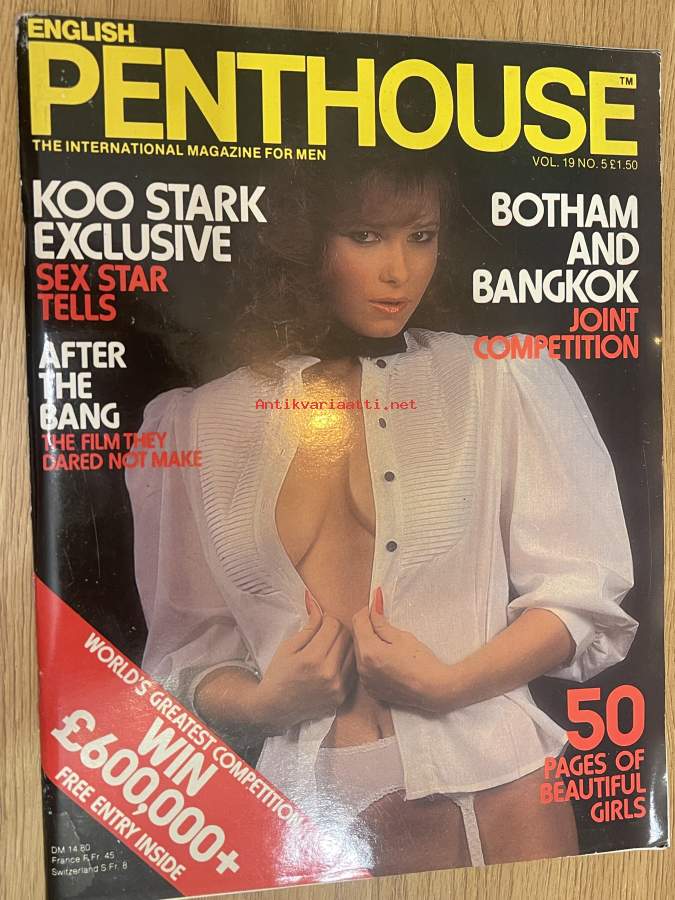 ENGLISH
PENTHOUSE™
THE INTERNATIONAL MAGAZINE FOR MEN
VOL. 19 NO. 5 £1.50
KOO STARK
EXCLUSIVE
SEX STAR
TELLS
AFTER
THE
BANG
THE FILM THEY
DARED NOT MAKE
BOTHAM
AND
BANGKOK
JOINT
COMPETITION
Antikvariaatti.net
WORLD'S GREATEST COMPETITION
WIN
£600,000+
FREE ENTRY INSIDE
50
PAGES OF
BEAUTIFUL
GIRLS
DM 14.80
France F.Fr. 45
Switzerland S.Fr. 8